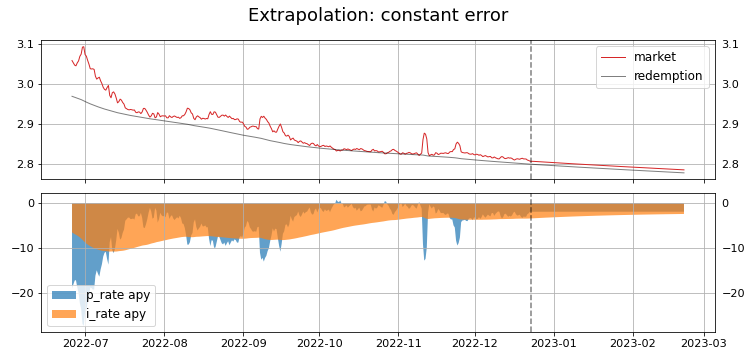 Extrapolation: constant error
3.1
3.0
2.9
2.8
3.1
3.0
2.9
2.8
market
redemption
0
−10
−20
0
−10
−20
p_rate apy
i_rate apy
2022-07 2022-08 2022-09 2022-10 2022-11 2022-12 2023-01 2023-02 2023-03